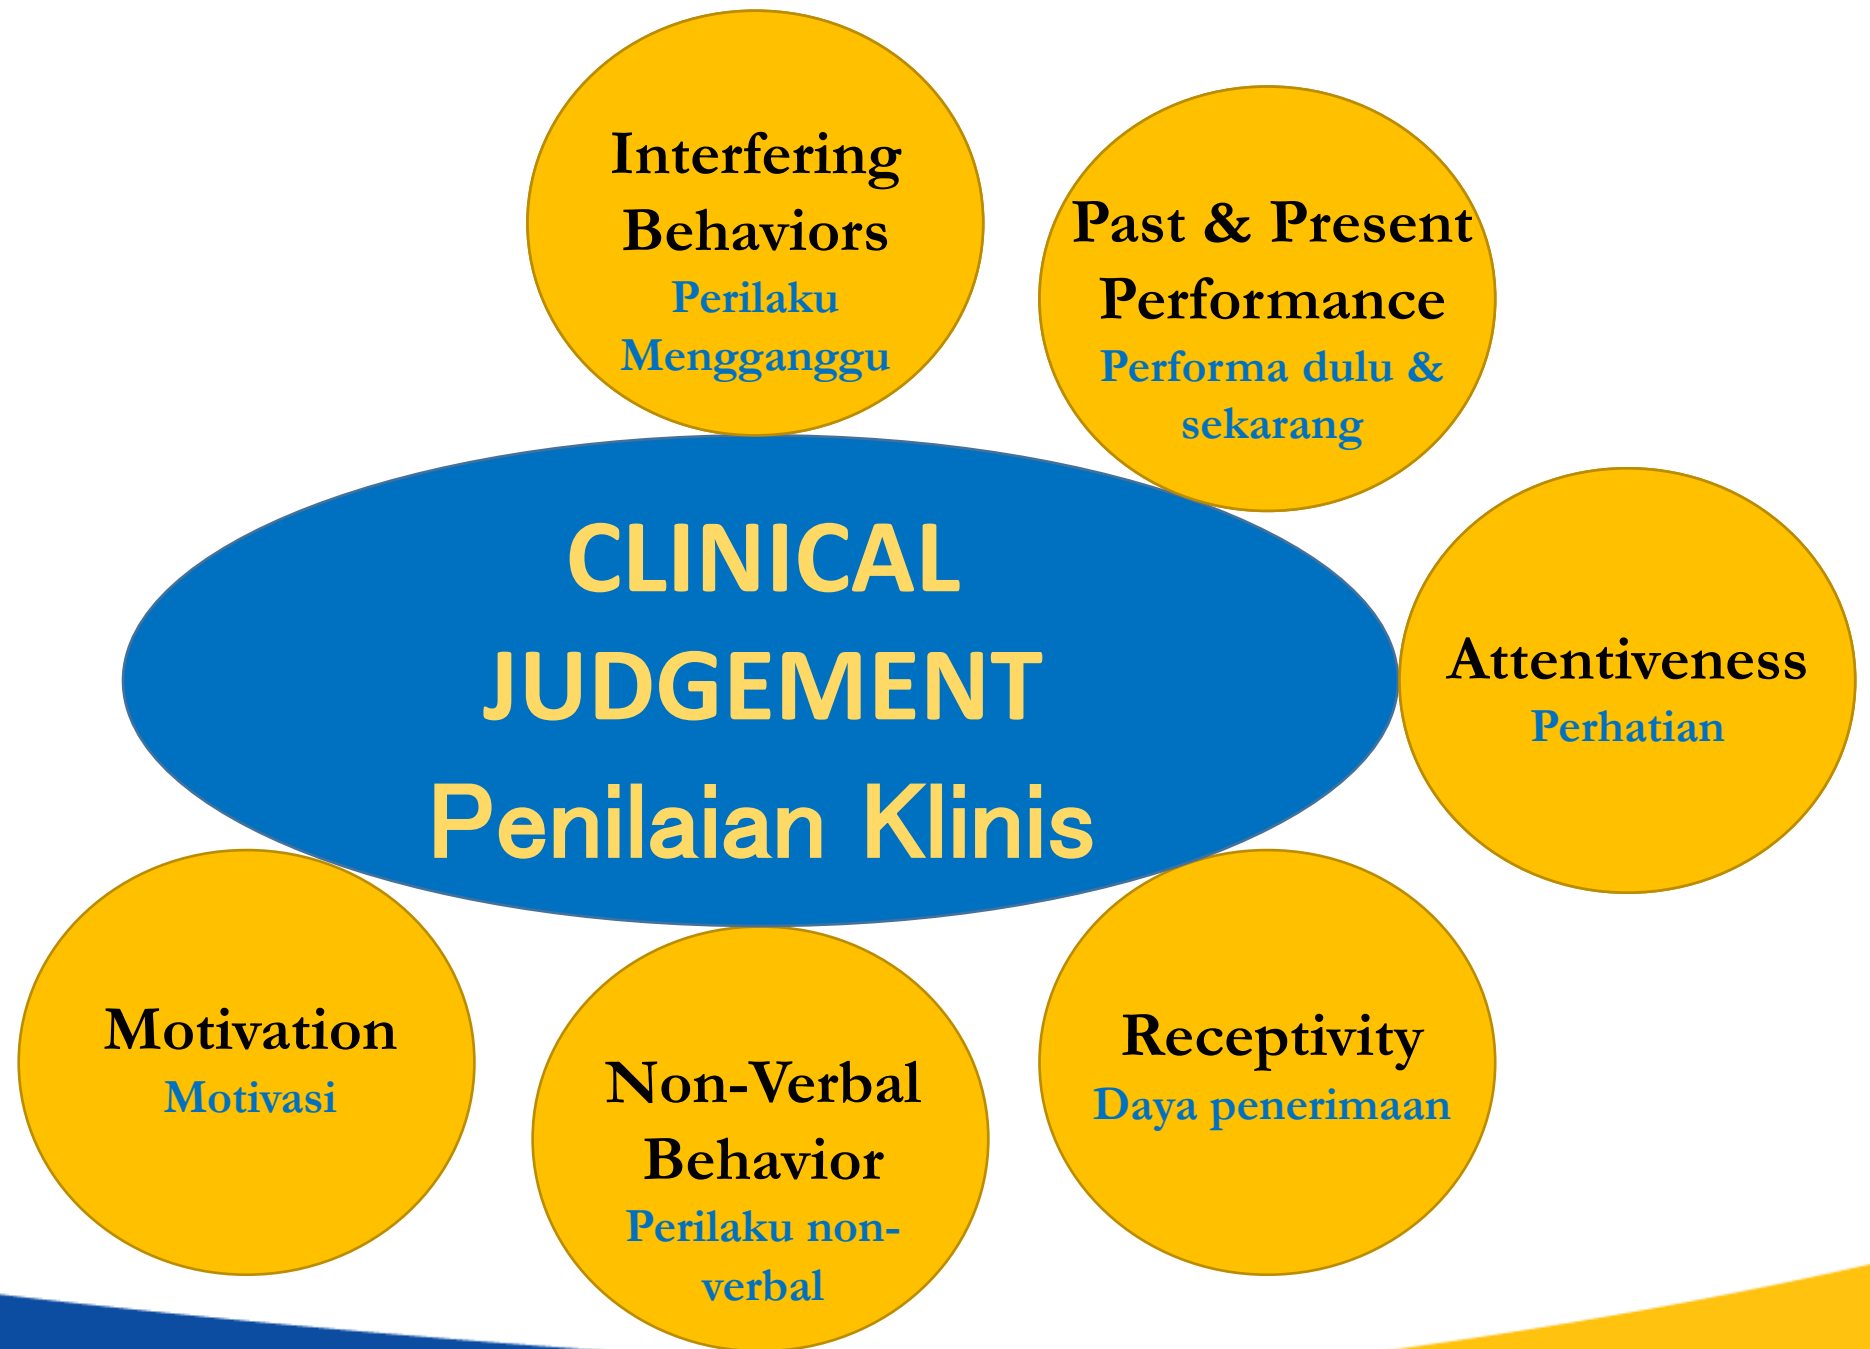 Interfering
Behaviors
Perilaku
Mengganggu
Past & Present
Performance
Performa dulu &
sekarang
CLINICAL
JUDGEMENT
Penilaian Klinis
Attentiveness
Perhatian
Motivation
Motivasi
Non-Verbal
Behavior
Perilaku non-
verbal
Receptivity
Daya penerimaan